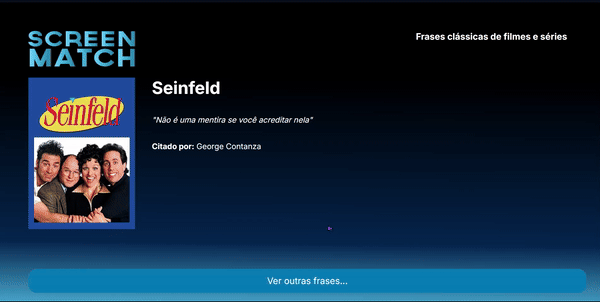 SCREEN
MATCH
Frases clássicas de filmes e séries
Seinfeld
Seinfeld
"Não é uma mentira se você acreditar nela"
Citado por: George Contanza
Ver outras frases...